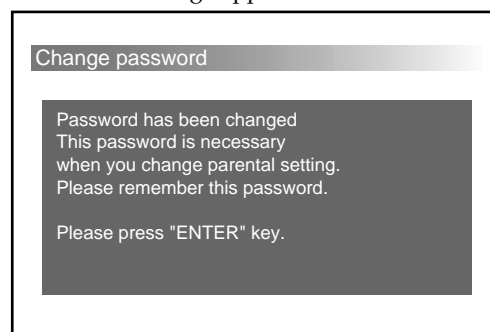 Change password
Password has been changed
This password is necessary
when you change parental setting.
Please remember this password.
Please press "ENTER" key.